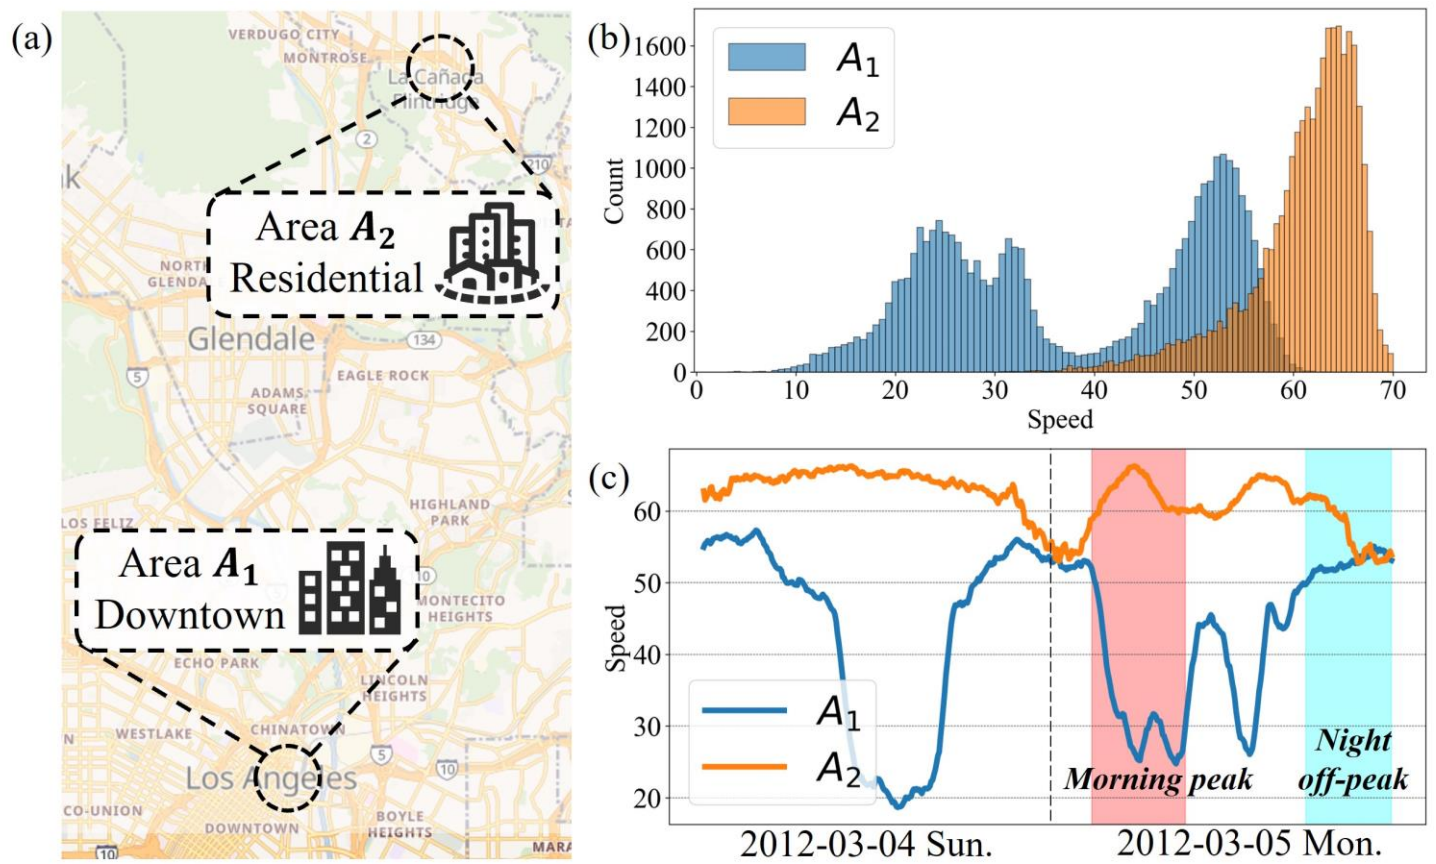 (a)
VERDUGO CITY
MONTROSE
La Cañada
Flintridge
2
210
k
Area A₂
Residential
NORTH
GLENDA
Glendale
134
5
EAGLE ROCK
ADAMS
SQUARE
HIGHLAND
PARK
LOS FELIZ
Area A₁
Downtown
10
MONTECITO
HEIGHTS
ECHO PARK
LINCOLN
HEIGHTS
WESTLAKE
CHINATOWN
N
5
10
Los Angeles
CO-UNION
BOYLE
HEIGHTS
DOWNTOWN
10
MARA
(b)
A₁
A₂
1600
1400
1200
1000
800
600
400
200
0
Count
0 10 20 30 40 50 60 70
Speed
(c)
60
50
40
30
20
Speed
A₁
A₂
Morning peak
Night
off-peak
2012-03-04 Sun.
2012-03-05 Mon.